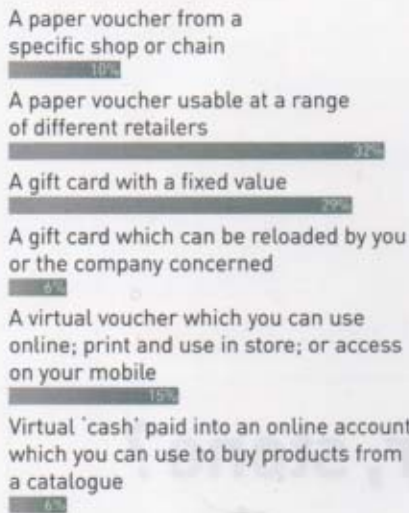 A paper voucher from a
specific shop or chain
10%
A paper voucher usable at a range
of different retailers
32%
A gift card with a fixed value
29%
A gift card which can be reloaded by you
or the company concerned
6%
A virtual voucher which you can use
online; print and use in store; or access
on your mobile
15%
Virtual 'cash' paid into an online account
which you can use to buy products from
a catalogue
6%